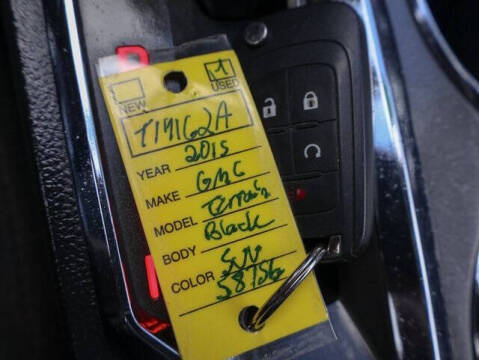 NEW USED
T19162A
YEAR 2015
MAKE GMC
MODEL Terrain
BODY Black
COLOR SUV
58756